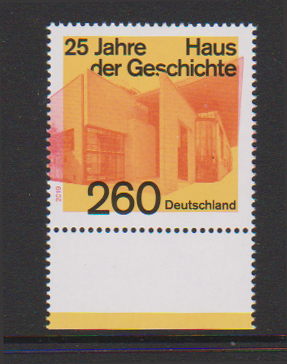 25 Jahre Haus
der Geschichte
2019
260 Deutschland